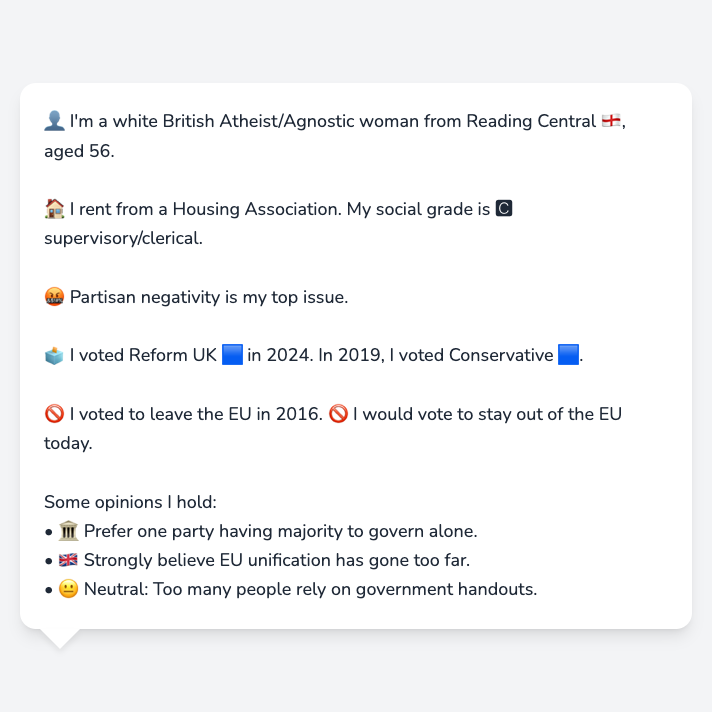 👤 I'm a white British Atheist/Agnostic woman from Reading Central 🏴󠁧󠁢󠁥󠁮󠁧󠁿,
aged 56.
🏠 I rent from a Housing Association. My social grade is 🅲
supervisory/clerical.
🤬 Partisan negativity is my top issue.
🗳️ I voted Reform UK 🟦 in 2024. In 2019, I voted Conservative 🟦.
🚫 I voted to leave the EU in 2016. 🚫 I would vote to stay out of the EU
today.
Some opinions I hold:
• 🏛️ Prefer one party having majority to govern alone.
• 🇬🇧 Strongly believe EU unification has gone too far.
• 😐 Neutral: Too many people rely on government handouts.